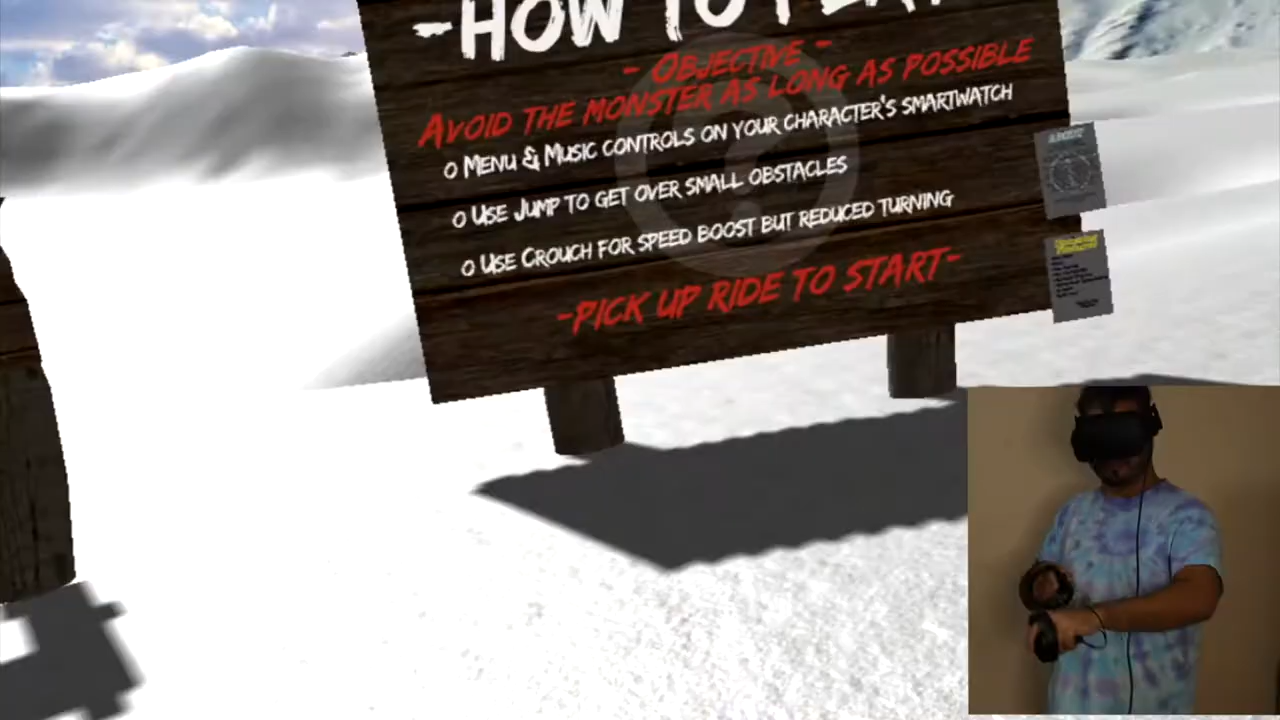 -HOW TO PLAY
- OBJECTIVE -
AVOID THE MONSTER AS LONG AS POSSIBLE
o MENU & MUSIC CONTROLS ON YOUR CHARACTER'S SMARTWATCH
o USE JUMP TO GET OVER SMALL OBSTACLES
o USE CROUCH FOR SPEED BOOST BUT REDUCED TURNING
-PICK UP RIDE TO START-